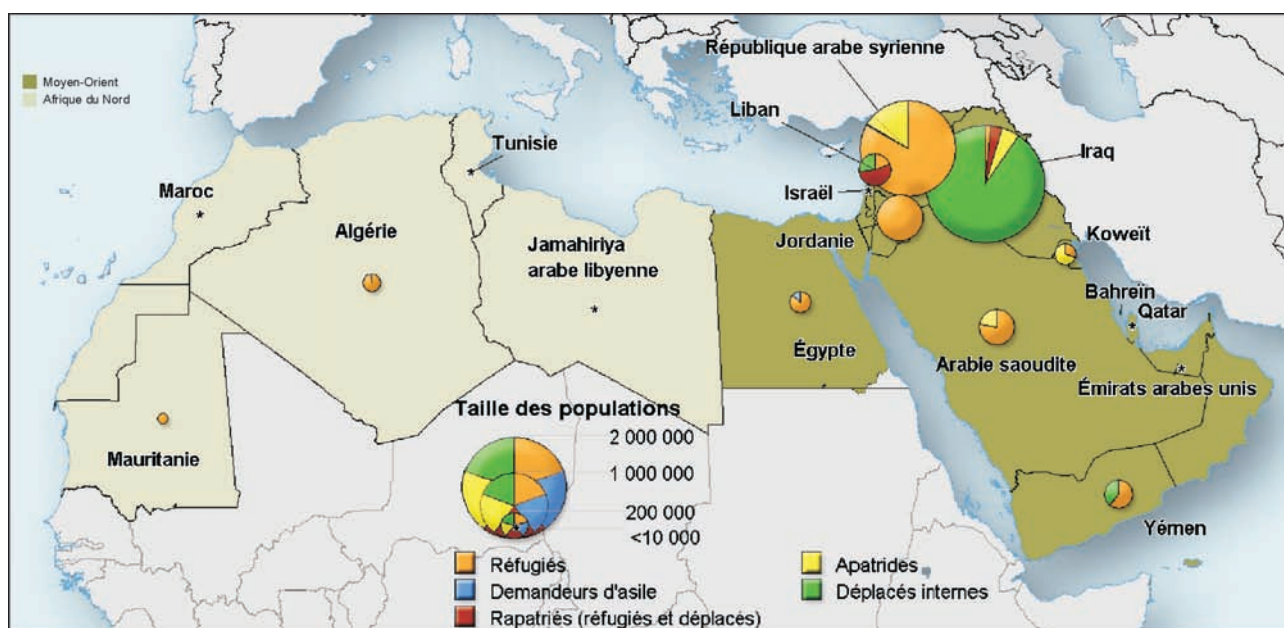 Moyen-Orient
Afrique du Nord
République arabe syrienne
Liban
Tunisie
Iraq
Maroc
Israël
Algérie
Jamahiriya
arabe libyenne
Jordanie
Koweït
Bahreïn
Qatar
Égypte
Arabie saoudite
Émirats arabes unis
Mauritanie
Yémen
Taille des populations
2 000 000
1 000 000
200 000
<10 000
Réfugiés
Demandeurs d'asile
Rapatriés (réfugiés et déplacés)
Apatrides
Déplacés internes